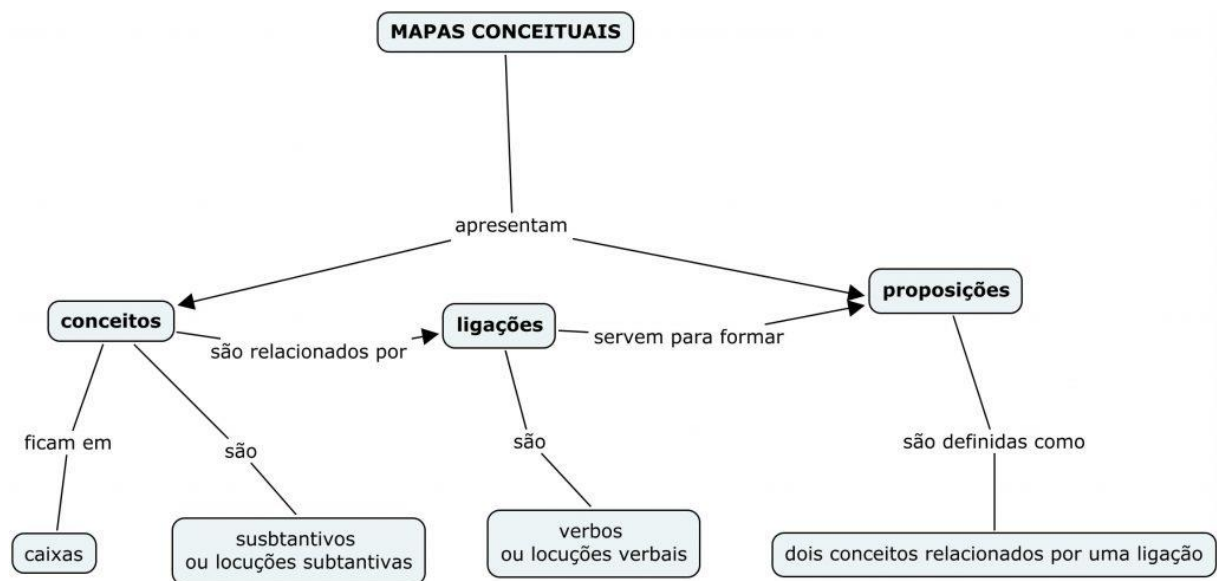 MAPAS CONCEITUAIS
apresentam
conceitos
são relacionados por
ligações
servem para formar
proposições
ficam em
são
são
são definidas como
caixas
susbtantivos
ou locuções subtantivas
verbos
ou locuções verbais
dois conceitos relacionados por uma ligação